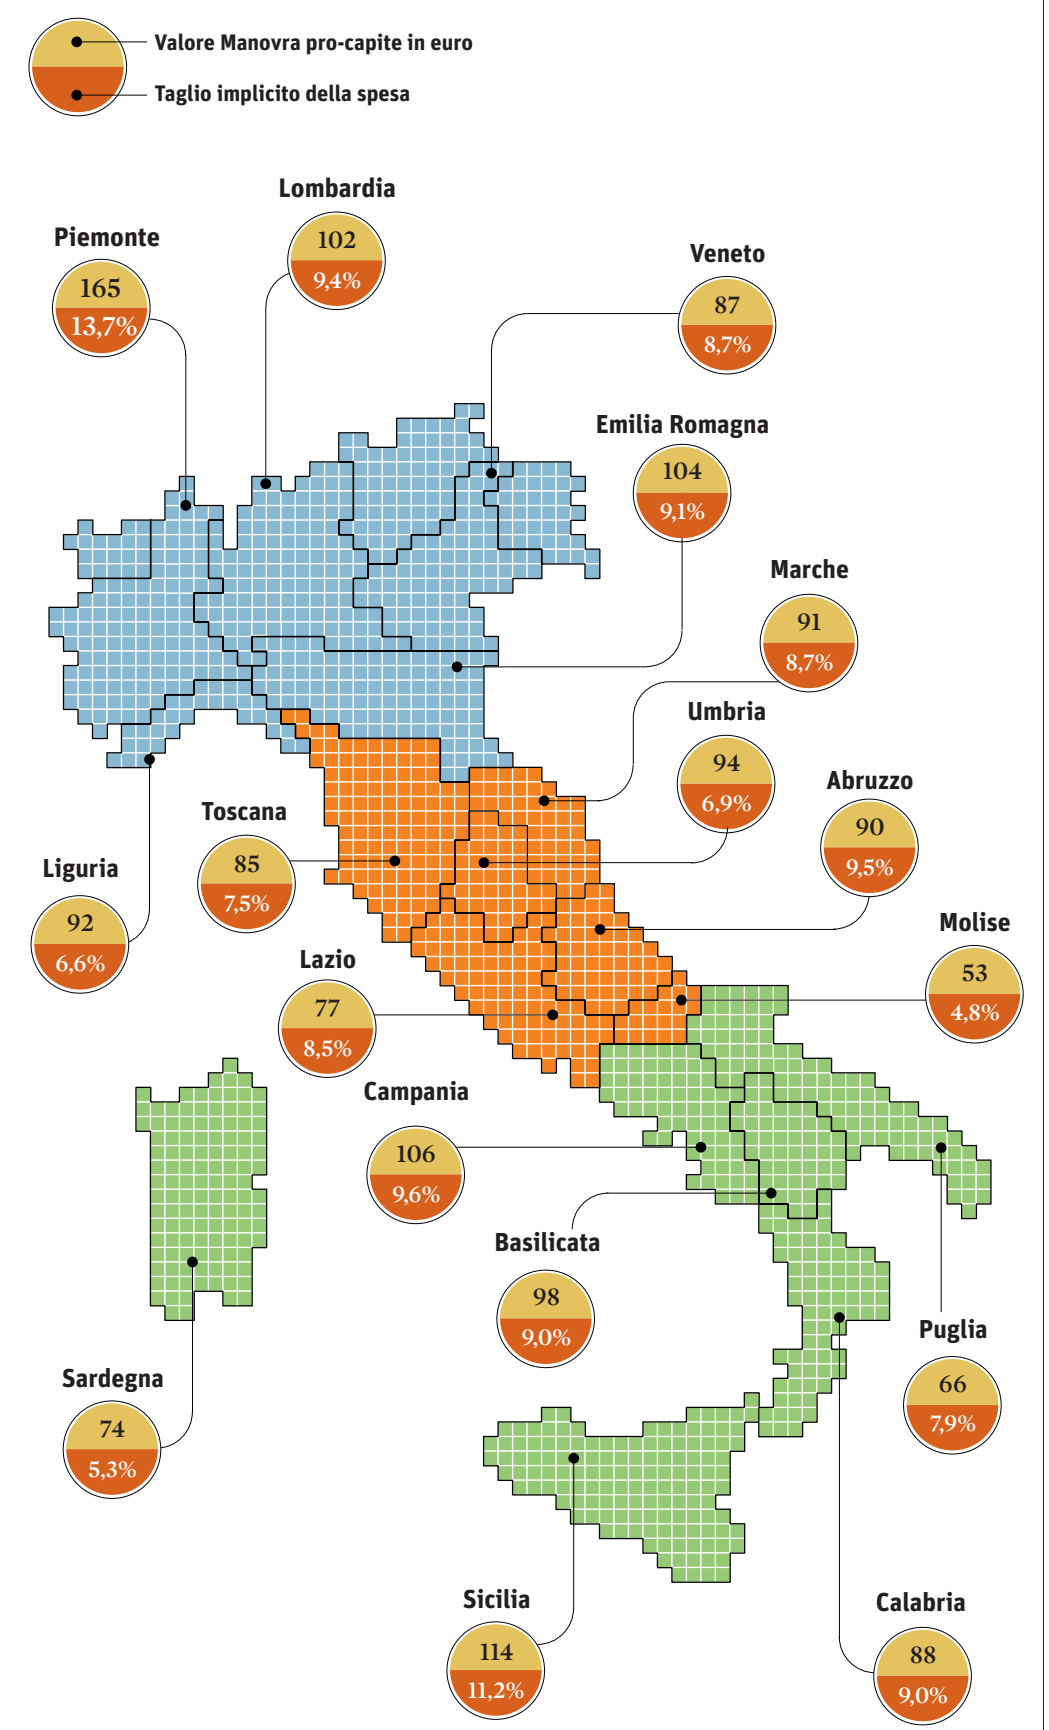 Valore Manovra pro-capite in euro
Taglio implicito della spesa
Lombardia
102
9,4%
Piemonte
165
13,7%
Veneto
87
8,7%
Emilia Romagna
104
9,1%
Marche
91
8,7%
Umbria
94
6,9%
Abruzzo
90
9,5%
Toscana
85
7,5%
Liguria
92
6,6%
Molise
53
4,8%
Lazio
77
8,5%
Campania
106
9,6%
Basilicata
98
9,0%
Puglia
66
7,9%
Sardegna
74
5,3%
Sicilia
114
11,2%
Calabria
88
9,0%